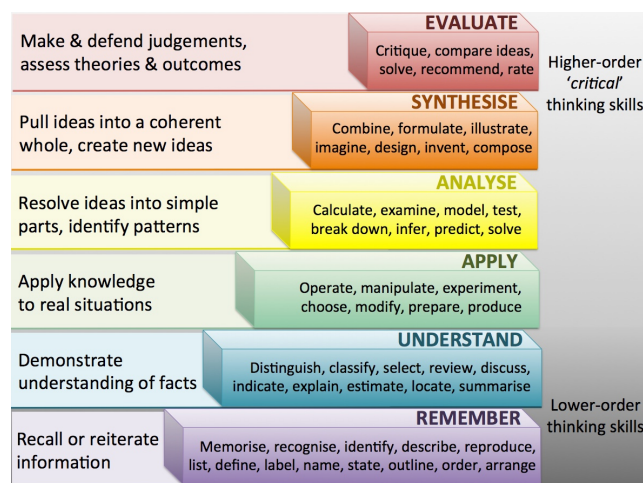 EVALUATE
Make & defend judgements,
assess theories & outcomes
Critique, compare ideas,
solve, recommend, rate
Higher-order
'critical'
thinking skills
SYNTHESISE
Pull ideas into a coherent
whole, create new ideas
Combine, formulate, illustrate,
imagine, design, invent, compose
ANALYSE
Resolve ideas into simple
parts, identify patterns
Calculate, examine, model, test,
break down, infer, predict, solve
APPLY
Apply knowledge
to real situations
Operate, manipulate, experiment,
choose, modify, prepare, produce
UNDERSTAND
Demonstrate
understanding of facts
Distinguish, classify, select, review, discuss,
indicate, explain, estimate, locate, summarise
Lower-order
thinking skills
REMEMBER
Recall or reiterate
information
Memorise, recognise, identify, describe, reproduce,
list, define, label, name, state, outline, order, arrange